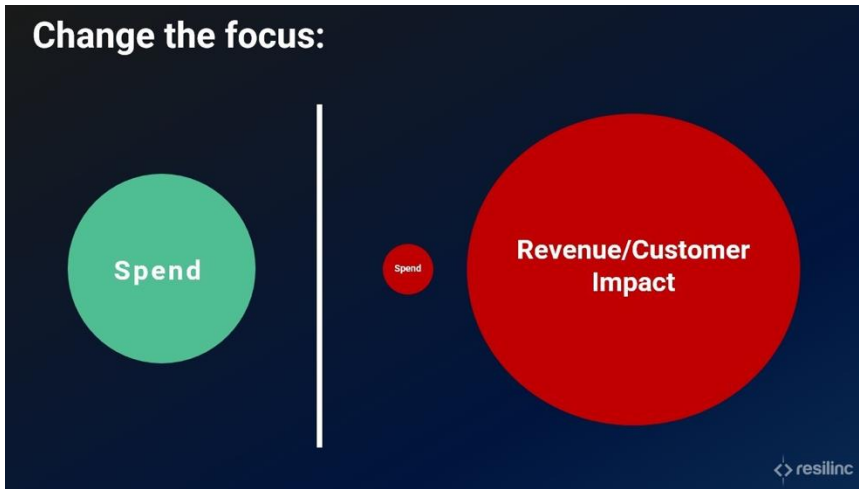 Change the focus:
Spend
Spend
Revenue/Customer
Impact
resilinc